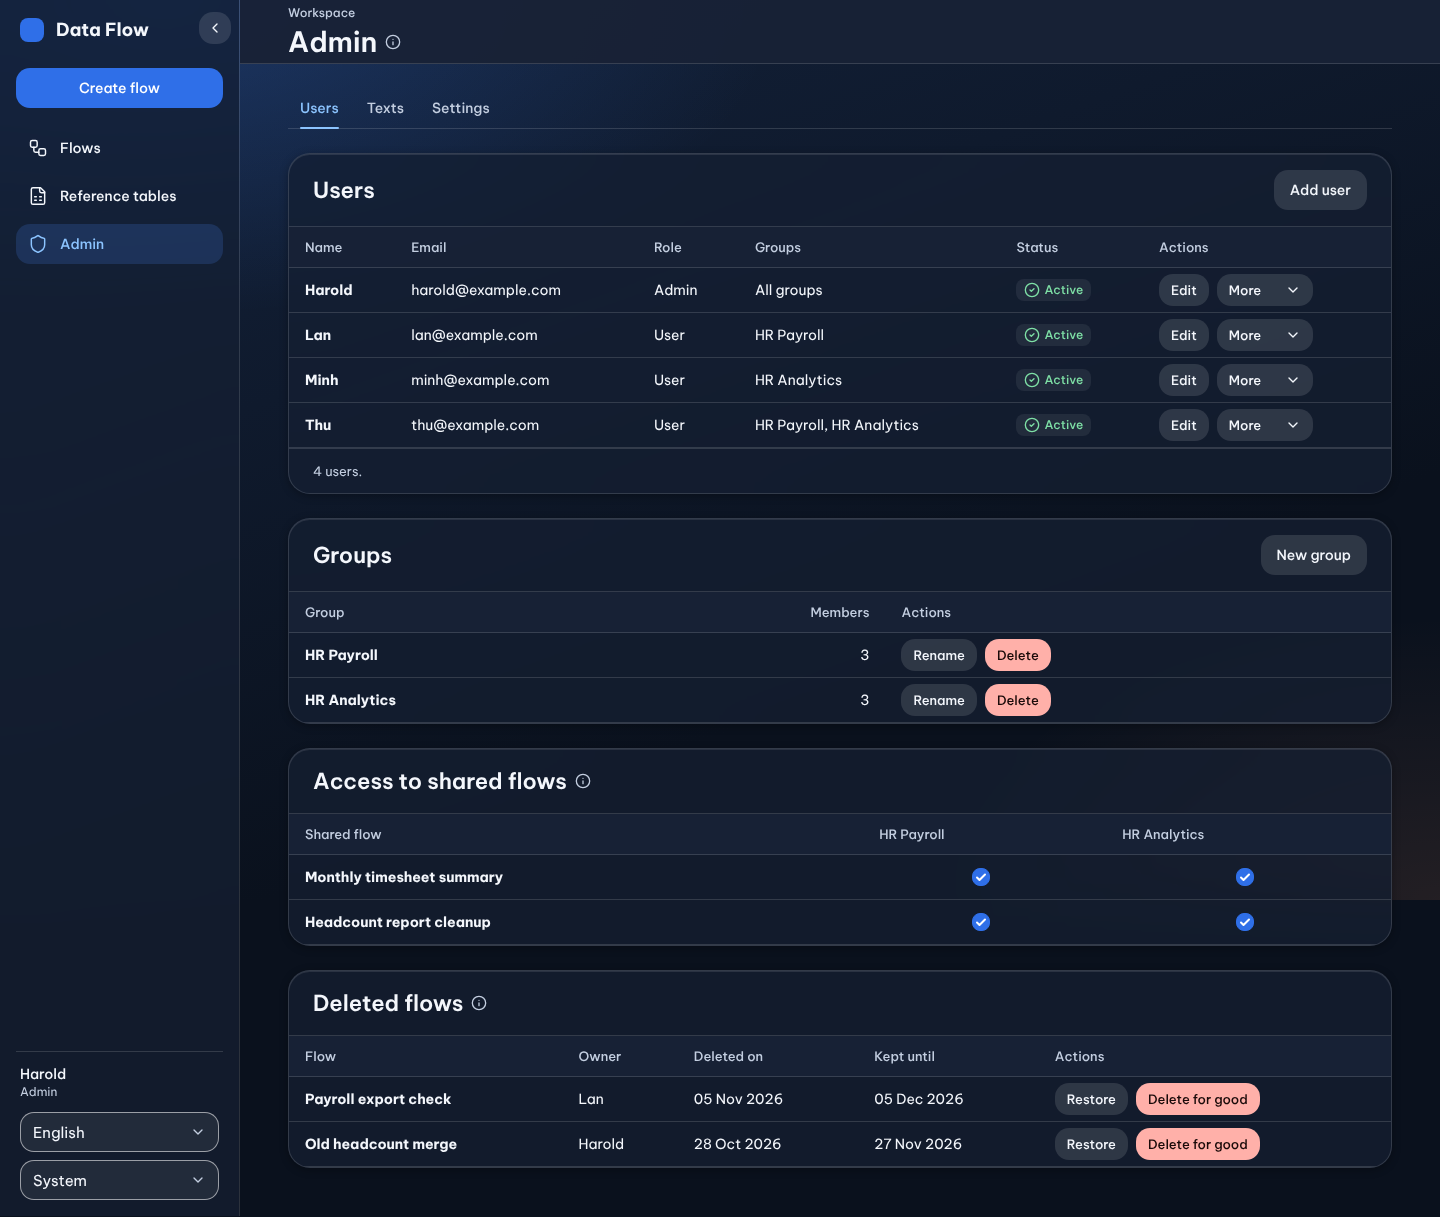 Data Flow
Create flow
Flows
Reference tables
Admin
Harold
Admin
English
System
Workspace
Admin
Users Texts Settings
Users
Add user
Name Email Role Groups Status Actions
Harold harold@example.com Admin All groups Active Edit More
Lan lan@example.com User HR Payroll Active Edit More
Minh minh@example.com User HR Analytics Active Edit More
Thu thu@example.com User HR Payroll, HR Analytics Active Edit More
4 users.
Groups
New group
Group Members Actions
HR Payroll 3 Rename Delete
HR Analytics 3 Rename Delete
Access to shared flows
Shared flow HR Payroll HR Analytics
Monthly timesheet summary
Headcount report cleanup
Deleted flows
Flow Owner Deleted on Kept until Actions
Payroll export check Lan 05 Nov 2026 05 Dec 2026 Restore Delete for good
Old headcount merge Harold 28 Oct 2026 27 Nov 2026 Restore Delete for good